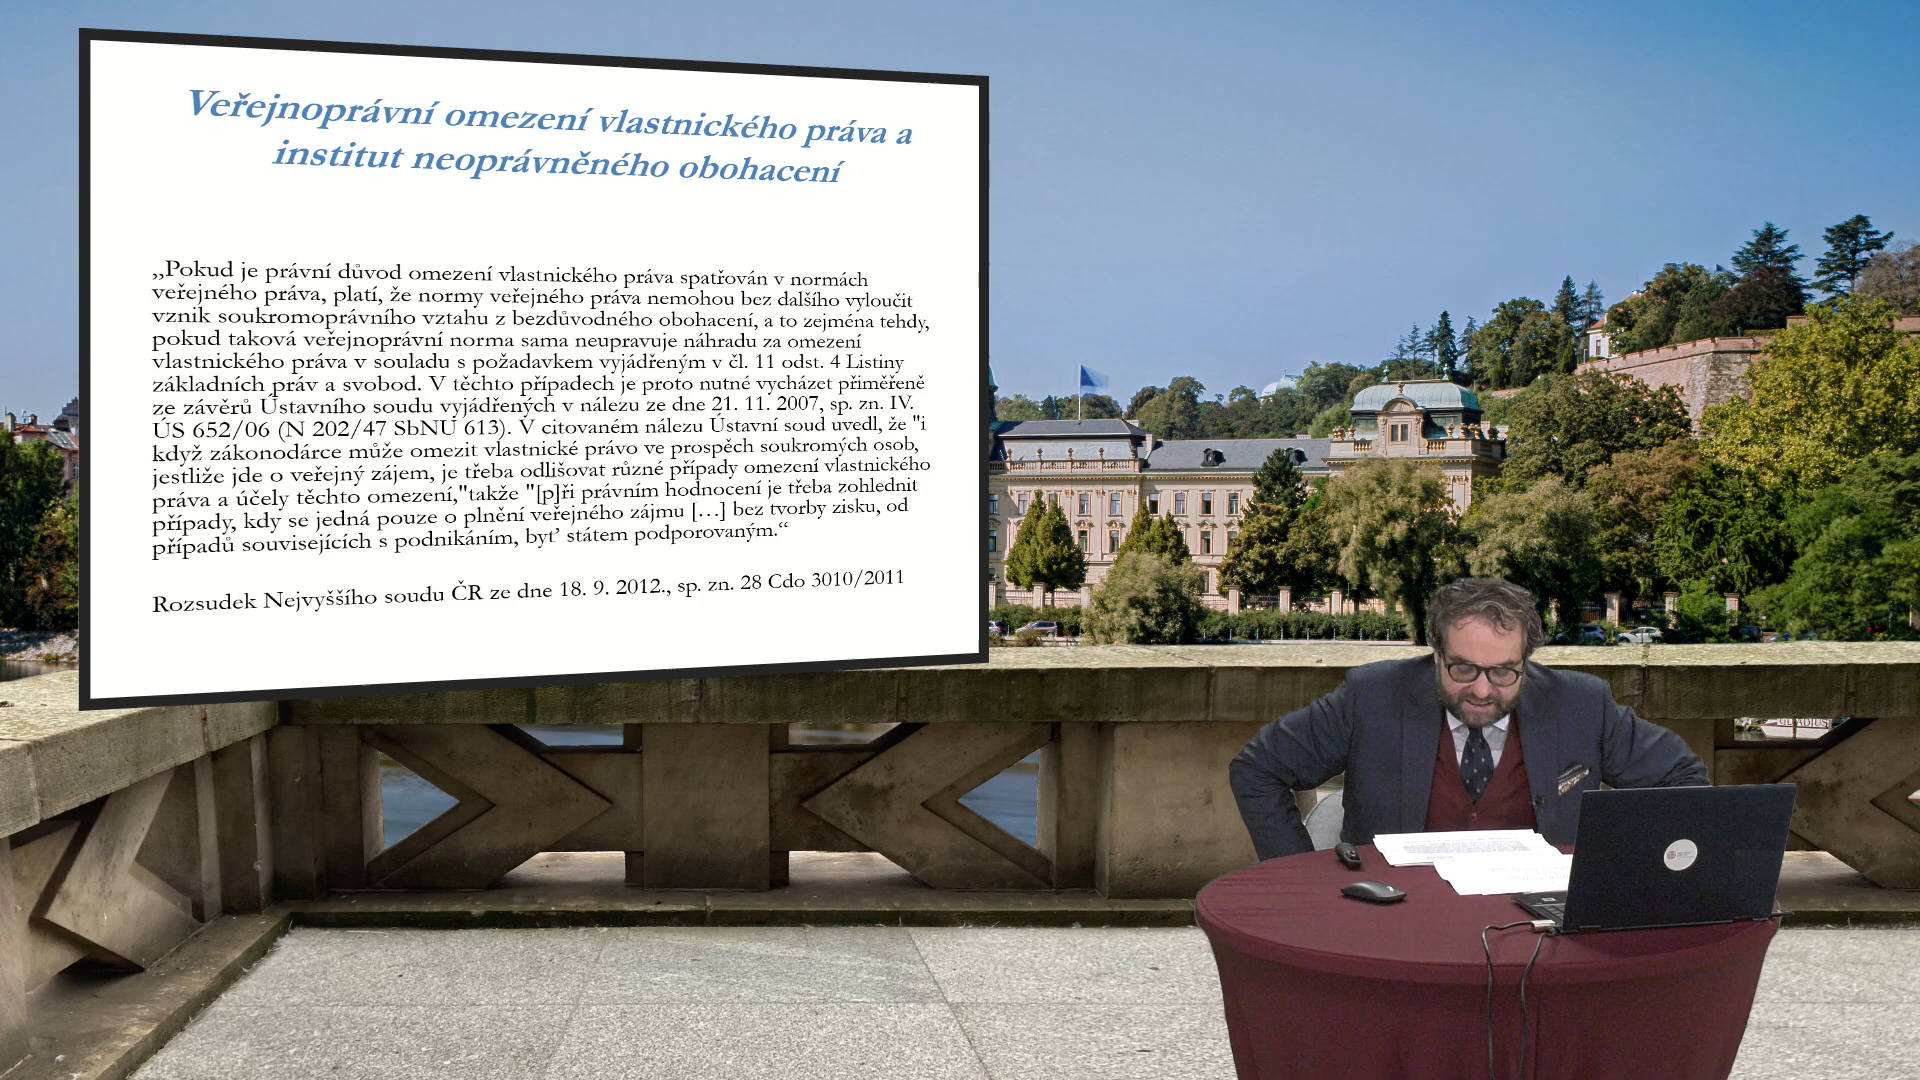 Veřejnoprávní omezení vlastnického práva a
institut neoprávněného obohacení
„Pokud je právní důvod omezení vlastnického práva spatřován v normách
veřejného práva, platí, že normy veřejného práva nemohou bez dalšího vyloučit
vznik soukromoprávního vztahu z bezdůvodného obohacení, a to zejména tehdy,
pokud taková veřejnoprávní norma sama neupravuje náhradu za omezení
vlastnického práva v souladu s požadavkem vyjádřeným v čl. 11 odst. 4 Listiny
základních práv a svobod. V těchto případech je proto nutné vycházet přiměřeně
ze závěrů Ústavního soudu vyjádřených v nálezu ze dne 21. 11. 2007, sp. zn. IV.
ÚS 652/06 (N 202/47 SbNU 613). V citovaném nálezu Ústavní soud uvedl, že "i
když zákonodárce může omezit vlastnické právo ve prospěch soukromých osob,
jestliže jde o veřejný zájem, je třeba odlišovat různé případy omezení vlastnického
práva a účely těchto omezení,"takže "[p]ři právním hodnocení je třeba zohlednit
případy, kdy se jedná pouze o plnění veřejného zájmu […] bez tvorby zisku, od
případů souvisejících s podnikáním, byť státem podporovaným.“
Rozsudek Nejvyššího soudu ČR ze dne 18. 9. 2012., sp. zn. 28 Cdo 3010/2011